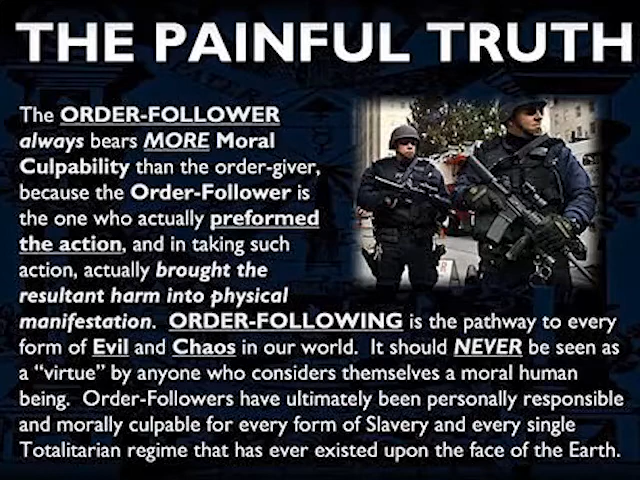 THE PAINFUL TRUTH
The ORDER-FOLLOWER
always bears MORE Moral
Culpability than the order-giver,
because the Order-Follower is
the one who actually preformed
the action, and in taking such
action, actually brought the
resultant harm into physical
manifestation. ORDER-FOLLOWING is the pathway to every
form of Evil and Chaos in our world. It should NEVER be seen as
a “virtue” by anyone who considers themselves a moral human
being. Order-Followers have ultimately been personally responsible
and morally culpable for every form of Slavery and every single
Totalitarian regime that has ever existed upon the face of the Earth.